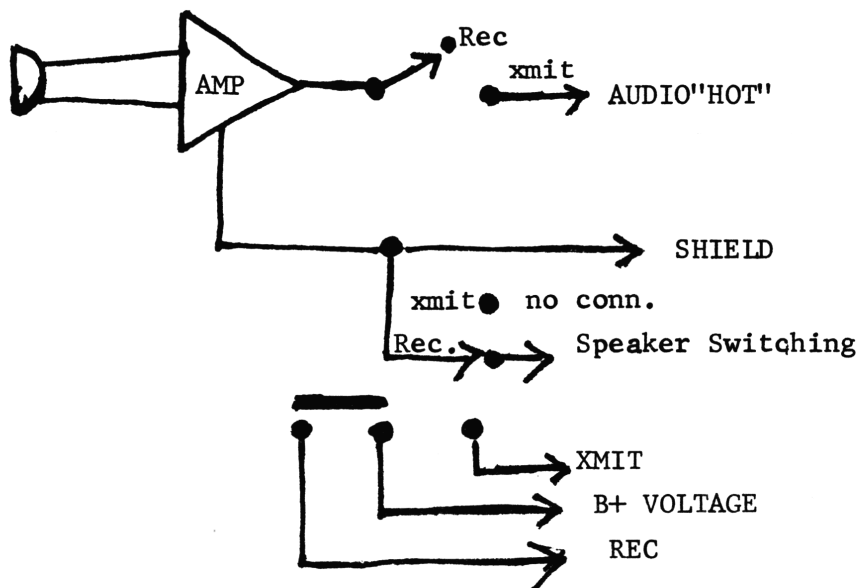 Rec
xmit
AMP
AUDIO"HOT"
SHIELD
xmit no conn.
Rec. Speaker Switching
XMIT
B+ VOLTAGE
REC